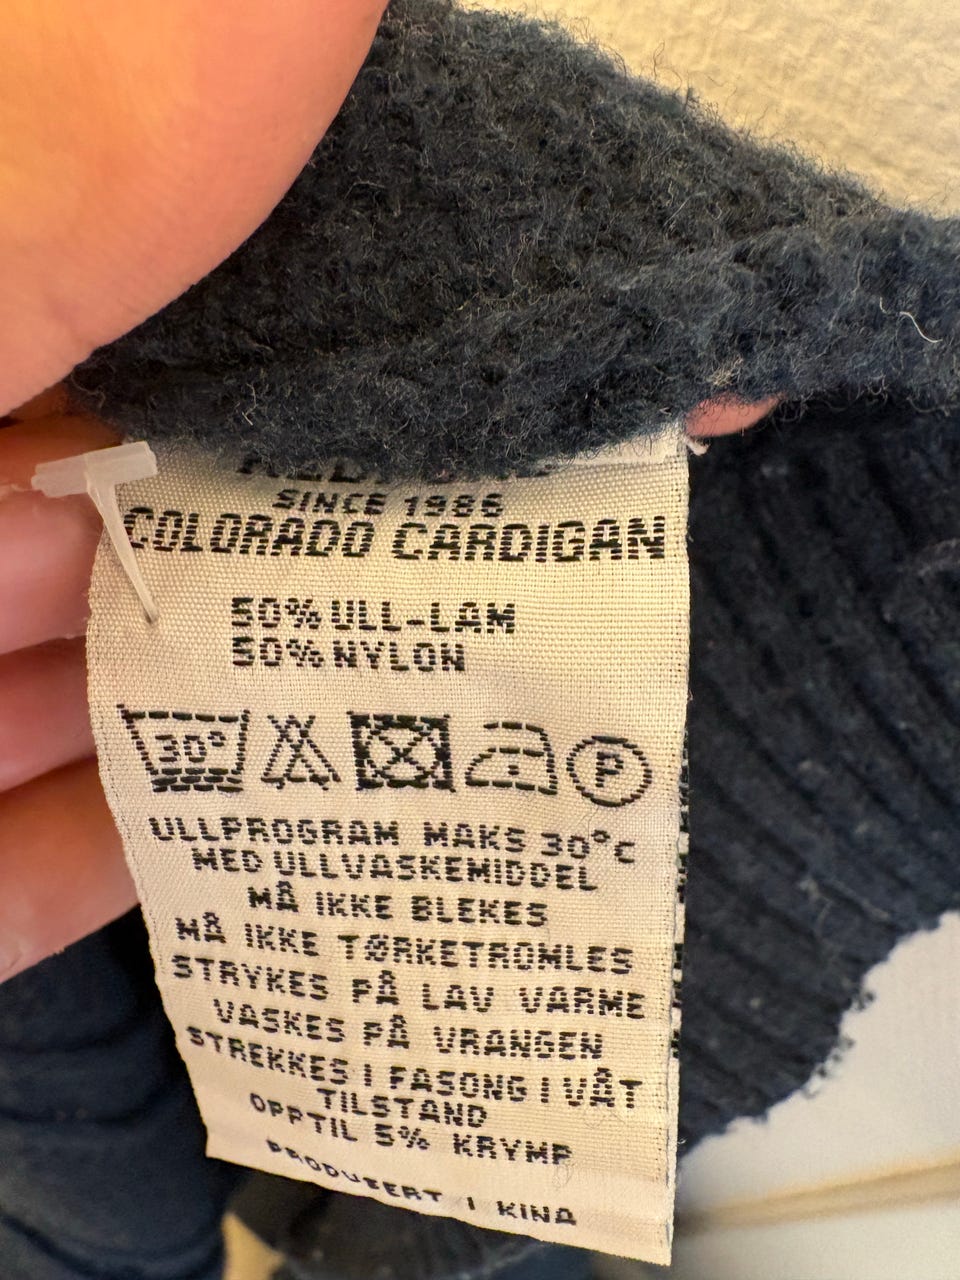 SINCE 1986
COLORADO CARDIGAN
50% ULL-LAM
50% NYLON
30° P
ULLPROGRAM MAKS 30°C
MED ULLVASKEMIDDEL
MÅ IKKE BLEKES
MÅ IKKE TØRKETROMLES
STRYKES PÅ LAV VARME
VASKES PÅ VRANGEN
STREKKES I FASONG I VÅT
TILSTAND
OPPTIL 5% KRYMP
PRODUSERT I KINA